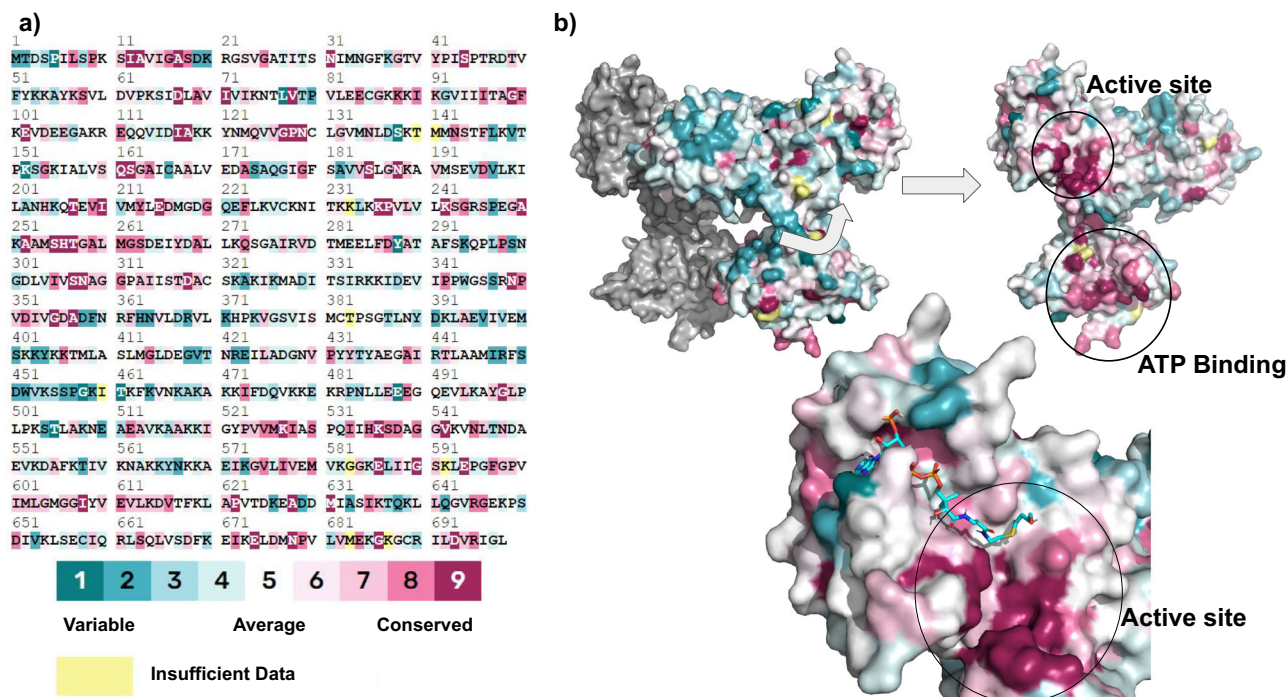 a)
1 11 21 31 41
MTDSPILSPK SIAVIGASDK RGSVGATITS NIMNGFKGTV YPISPTRDTV
51 61 71 81 91
FYKKAYKSVL DVPKSIDLAV IVIKNTLVTP VLEECGKKKI KGVIIITAGF
101 111 121 131 141
KEVDEEGAKR EQQVIDIAKK YNMQVVGPNC LGVMNLDSKT MMNSTFLKVT
151 161 171 181 191
PKSGKIALVS QSGAICAALV EDASAQGIGF SAVVSLGNKA VMSEVDVLKI
201 211 221 231 241
LANHKQTEVI VMYLEDMGDG QEFLKVCKNI TKKLKKPVLV LKSGRSPEGA
251 261 271 281 291
KAAMSHTGAL MGSDEIYDAL LKQSGAIRVD TMEELFDYAT AFSKQPLPSN
301 311 321 331 341
GDLVIVSNAG GPAIISTDAC SKAKIKMADI TSIRKKIDEV IPPWGSSRNP
351 361 371 381 391
VDIVGDADFN RFHNVLDRVL KHPKVGSVIS MCTPSGTLNY DKLAEVIVEM
401 411 421 431 441
SKKYKKTMLA SLMGLDEGVT NREILADGNV PYYTYAEGAI RTLAAMIRFS
451 461 471 481 491
DWVKSSPGKI TKFKVNKAKA KKIFDQVKKE KRPNLLEEEG QEVLKAYGLP
501 511 521 531 541
LPKSTLAKNE AEAVKAAKKI GYPVVMKIAS PQIIHKSDAG GVKVNLTNDA
551 561 571 581 591
EVKDAFKTIV KNAKKYNKKA EIKGVLIVEM VKGGKELIIG SKLEPGFGPV
601 611 621 631 641
IMLGMGGIYV EVLKDVTFKL APVTDKEADD MIASIKTQKL LQGVRGEKPS
651 661 671 681 691
DIVKLSECIQ RLSQLVSDFK EIKELDMNPV LVMEKGKGCR ILDVRIGL
1 2 3 4 5 6 7 8 9
Variable Average Conserved
Insufficient Data
b)
Active site
ATP Binding
Active site